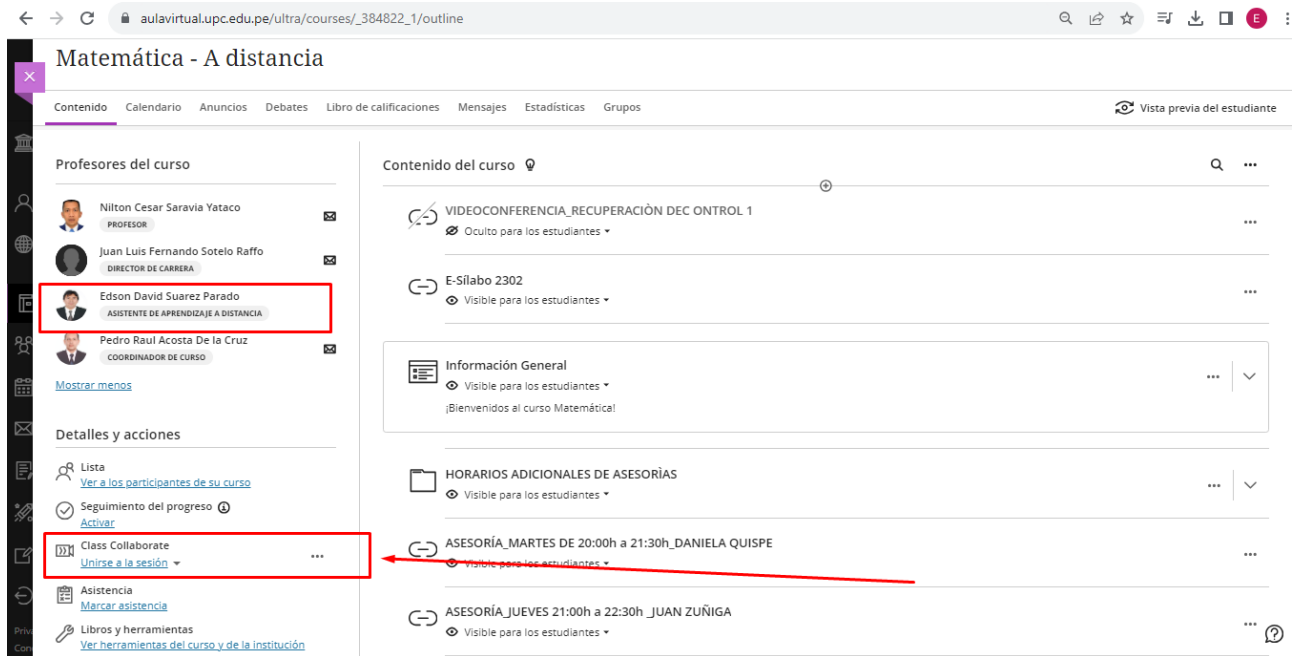 aulavirtual.upc.edu.pe/ultra/courses/_384822_1/outline
E
Matemática - A distancia
Contenido Calendario Anuncios Debates Libro de calificaciones Mensajes Estadísticas Grupos
Vista previa del estudiante
Profesores del curso
Nilton Cesar Saravia Yataco
PROFESOR
Juan Luis Fernando Sotelo Raffo
DIRECTOR DE CARRERA
Edson David Suarez Parado
ASISTENTE DE APRENDIZAJE A DISTANCIA
Pedro Raul Acosta De la Cruz
COORDINADOR DE CURSO
Mostrar menos
Detalles y acciones
Lista
Ver a los participantes de su curso
Seguimiento del progreso
Activar
Class Collaborate
Unirse a la sesión
Asistencia
Marcar asistencia
Libros y herramientas
Ver herramientas del curso y de la institución
Contenido del curso
VIDEOCONFERENCIA_RECUPERACIÒN DEC ONTROL 1
Oculto para los estudiantes
E-Sílabo 2302
Visible para los estudiantes
Información General
Visible para los estudiantes
¡Bienvenidos al curso Matemática!
HORARIOS ADICIONALES DE ASESORÌAS
Visible para los estudiantes
ASESORÍA_MARTES DE 20:00h a 21:30h_DANIELA QUISPE
Visible para los estudiantes
ASESORÍA_JUEVES 21:00h a 22:30h _JUAN ZUÑIGA
Visible para los estudiantes
Priv
Con